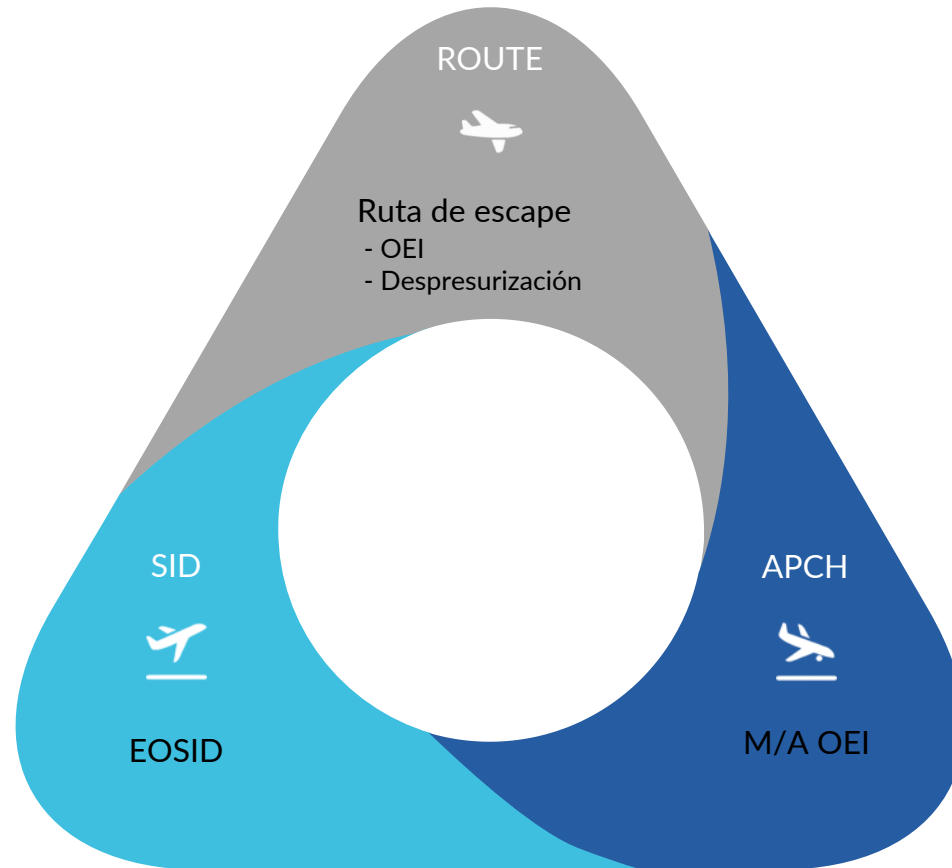 ROUTE
Ruta de escape
- OEI
- Despresurización
SID
APCH
EOSID
M/A OEI